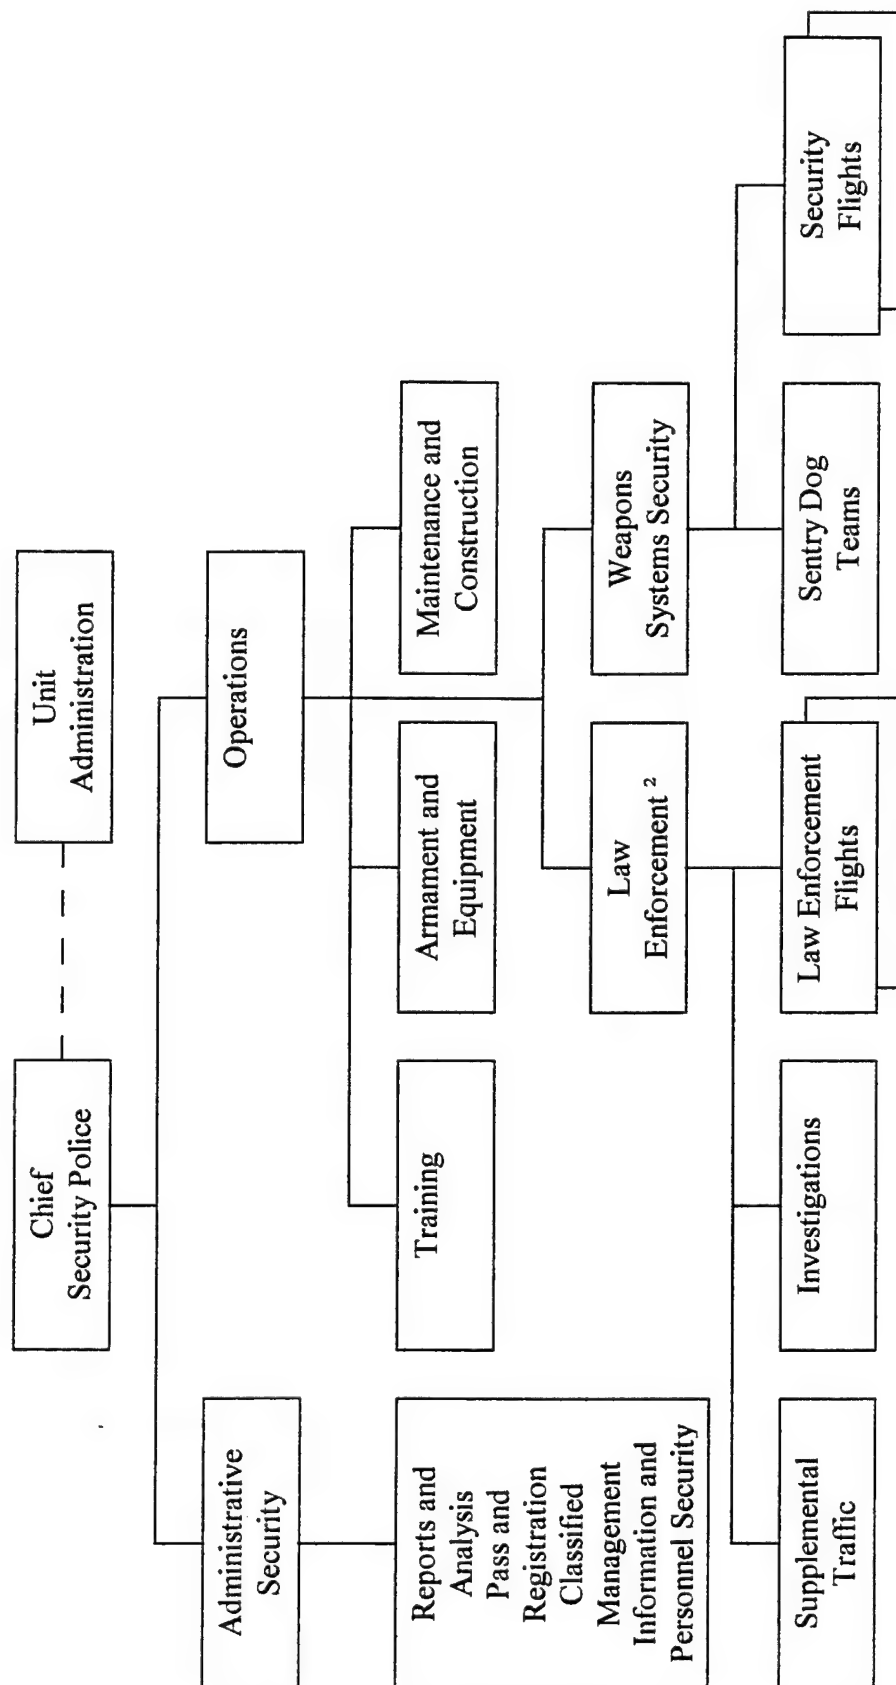 Chief
Security Police
Unit
Administration
Administrative
Security
Operations
Reports and
Analysis
Pass and
Registration
Classified
Management
Information and
Personnel Security
Training
Armament and
Equipment
Maintenance and
Construction
Law
Enforcement ²
Weapons
Systems Security
Supplemental
Traffic
Investigations
Law Enforcement
Flights
Sentry Dog
Teams
Security
Flights